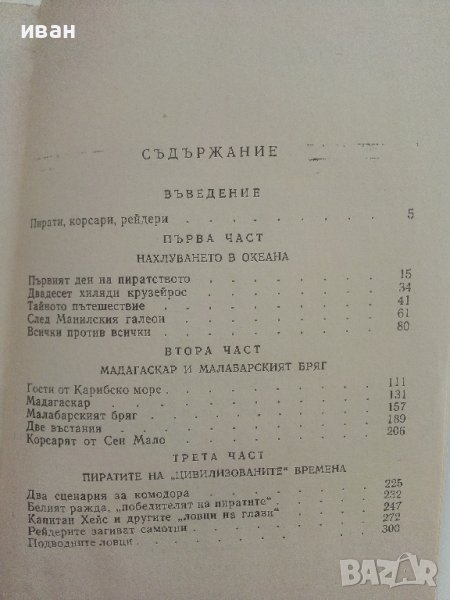 иван
СЪДЪРЖАНИЕ
ВЪВЕДЕНИЕ
Пирати, корсари, рейдери . . . . . . . . 5
ПЪРВА ЧАСТ
НАХЛУВАНЕТО В ОКЕАНА
Първият ден на пиратството . . . . . . . 15
Двадесет хиляди крузейрос . . . . . . . 34
Тайното пътешествие . . . . . . . . 41
След Манилския галеон . . . . . . . . 61
Всички против всички . . . . . . . . 80
ВТОРА ЧАСТ
МАДАГАСКАР И МАЛАБАРСКИЯТ БРЯГ
Гости от Карибско море . . . . . . . . 111
Мадагаскар . . . . . . . . . 131
Малабарският бряг . . . . . . . . 157
Две въстания . . . . . . . . . 189
Корсарят от Сен Мало . . . . . . . . 206
ТРЕТА ЧАСТ
ПИРАТИТЕ НА „ЦИВИЛИЗОВАНИТЕ“ ВРЕМЕНА
Два сценария за комодора . . . . . . . 225
Белият ражда, „победителят на пиратите“ . . . . 232
Капитан Хейс и другите „ловци на глави“ . . . . 247
Рейдерите загиват самотни . . . . . . . 272
Подводните ловци . . . . . . . . 300
BAZAR